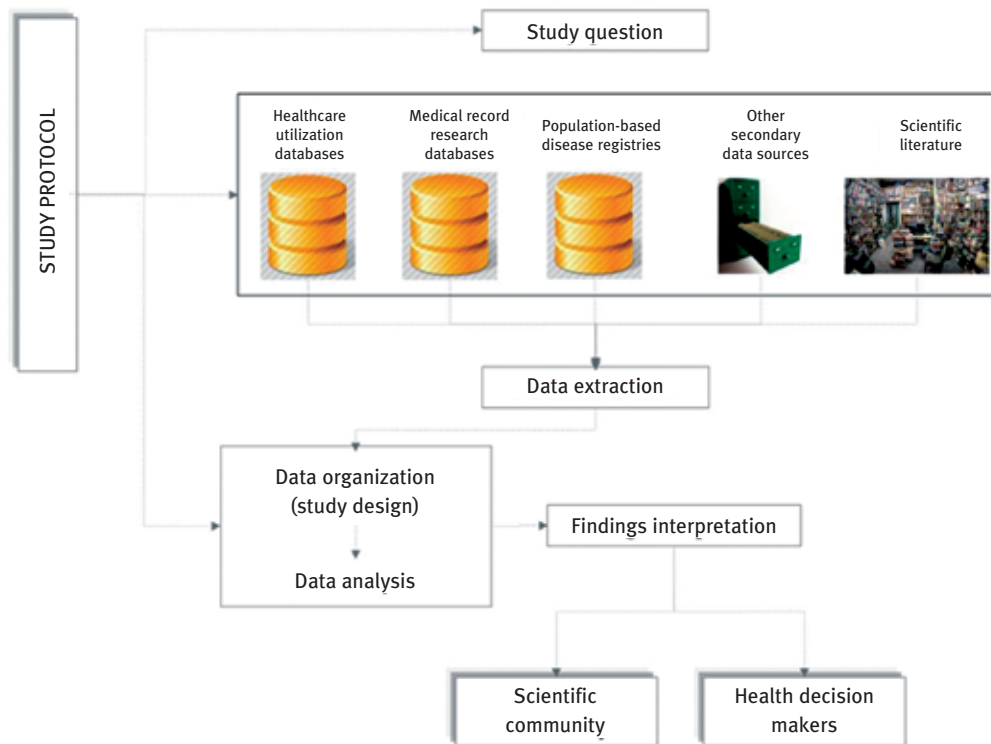 Study question
STUDY PROTOCOL
Healthcare
utilization
databases
Medical record
research
databases
Population-based
disease registries
Other
secondary
data sources
Scientific
literature
Data extraction
Data organization
(study design)
Data analysis
Findings interpretation
Scientific
community
Health decision
makers